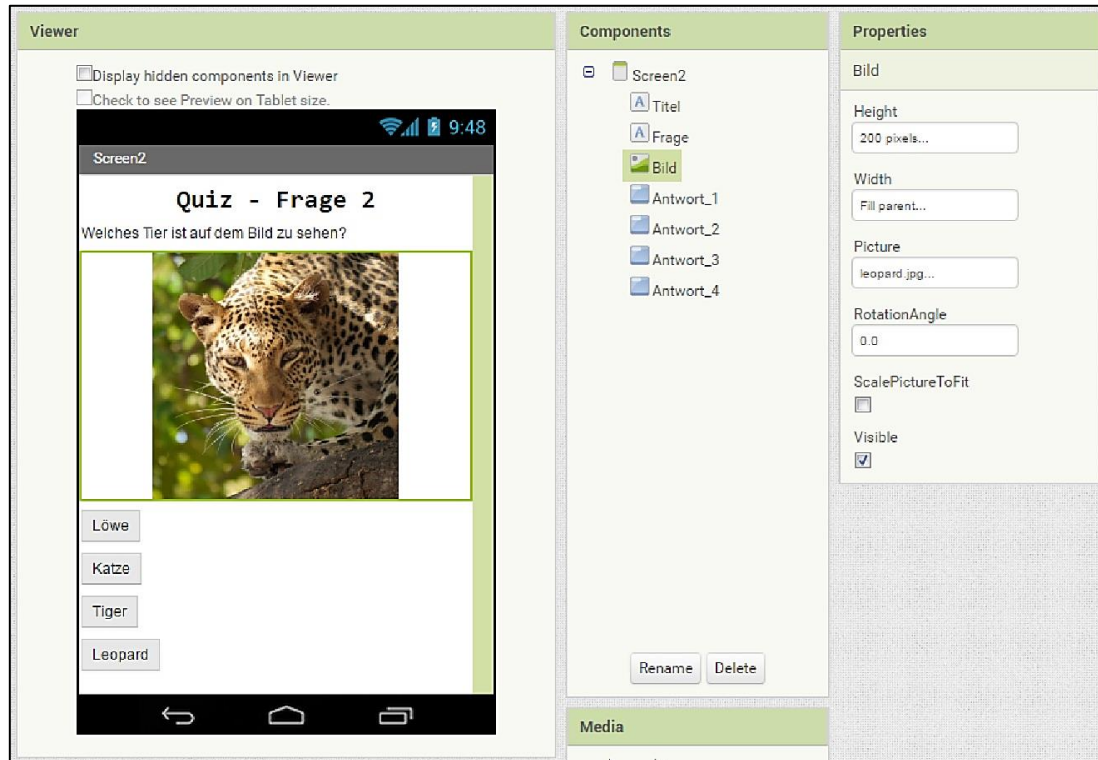 Viewer
Display hidden components in Viewer
Check to see Preview on Tablet size.
9:48
Screen2
Quiz - Frage 2
Welches Tier ist auf dem Bild zu sehen?
Löwe
Katze
Tiger
Leopard
Components
Screen2
A Titel
A Frage
Bild
Antwort_1
Antwort_2
Antwort_3
Antwort_4
Rename Delete
Media
Properties
Bild
Height
200 pixels...
Width
Fill parent...
Picture
leopard.jpg...
RotationAngle
0.0
ScalePictureToFit
Visible